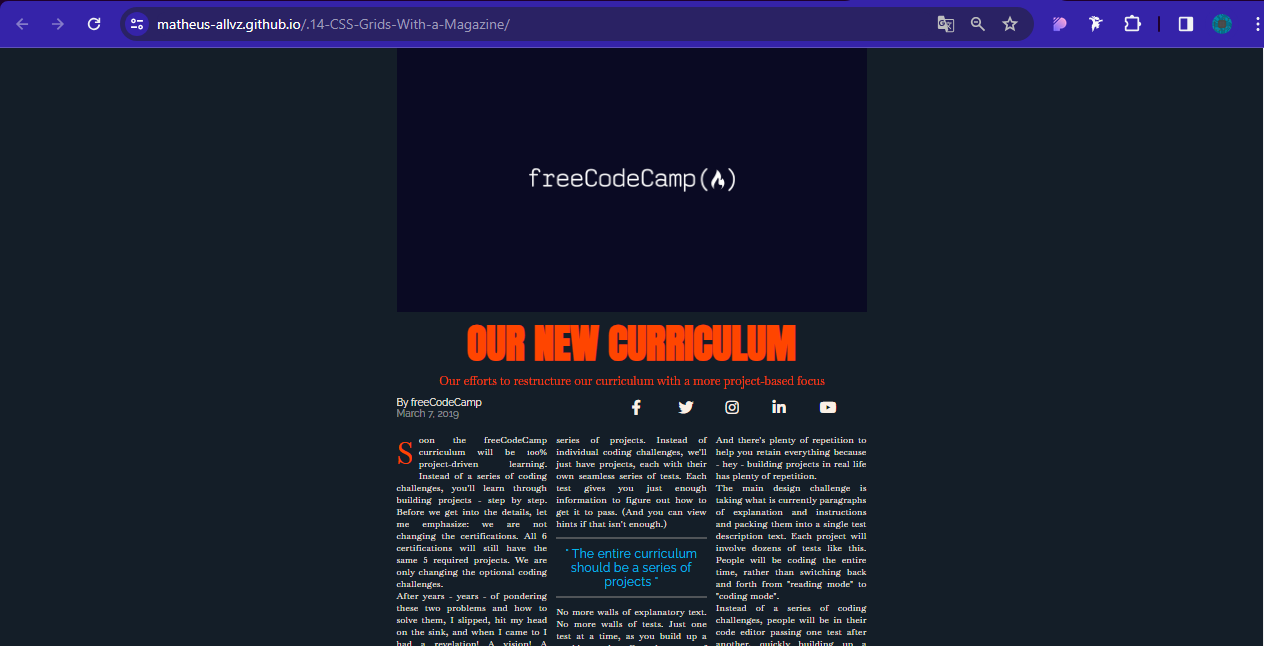 matheus-allvz.github.io/.14-CSS-Grids-With-a-Magazine/
freeCodeCamp
OUR NEW CURRICULUM
Our efforts to restructure our curriculum with a more project-based focus
By freeCodeCamp
March 7, 2019
Soon the freeCodeCamp
curriculum will be 100%
project-driven learning.
Instead of a series of coding
challenges, you'll learn through
building projects - step by step.
Before we get into the details, let
me emphasize: we are not
changing the certifications. All 6
certifications will still have the
same 5 required projects. We are
only changing the optional coding
challenges.
After years - years - of pondering
these two problems and how to
solve them, I slipped, hit my head
on the sink, and when I came to I
had a revelation! A vision! A
series of projects. Instead of
individual coding challenges, we'll
just have projects, each with their
own seamless series of tests. Each
test gives you just enough
information to figure out how to
get it to pass. (And you can view
hints if that isn't enough.)
" The entire curriculum
should be a series of
projects "
No more walls of explanatory text.
No more walls of tests. Just one
test at a time, as you build up a
And there's plenty of repetition to
help you retain everything because
- hey - building projects in real life
has plenty of repetition.
The main design challenge is
taking what is currently paragraphs
of explanation and instructions
and packing them into a single test
description text. Each project will
involve dozens of tests like this.
People will be coding the entire
time, rather than switching back
and forth from "reading mode" to
"coding mode".
Instead of a series of coding
challenges, people will be in their
code editor passing one test after
another, quickly building up a